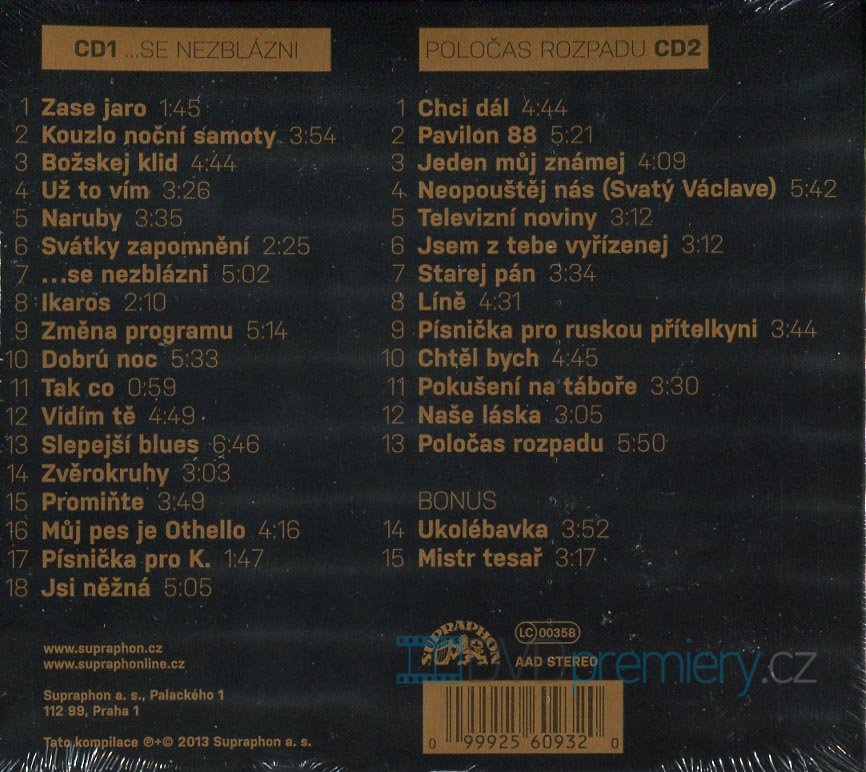 CD1 ...SE NEZBLÁZNI
1 Zase jaro 1:45
2 Kouzlo noční samoty 3:54
3 Božskej klid 4:44
4 Už to vím 3:26
5 Naruby 3:35
6 Svátky zapomnění 2:25
7 ...se nezblázni 5:02
8 Ikaros 2:10
9 Změna programu 5:14
10 Dobrú noc 5:33
11 Tak co 0:59
12 Vidím tě 4:49
13 Slepejší blues 6:46
14 Zvěrokruhy 3:03
15 Promiňte 3:49
16 Můj pes je Othello 4:16
17 Písnička pro K. 1:47
18 Jsi něžná 5:05
POLOČAS ROZPADU CD2
1 Chci dál 4:44
2 Pavilon 88 5:21
3 Jeden můj známej 4:09
4 Neopouštěj nás (Svatý Václave) 5:42
5 Televizní noviny 3:12
6 Jsem z tebe vyřízenej 3:12
7 Starej pán 3:34
8 Líně 4:31
9 Písnička pro ruskou přítelkyni 3:44
10 Chtěl bych 4:45
11 Pokušení na táboře 3:30
12 Naše láska 3:05
13 Poločas rozpadu 5:50
BONUS
14 Ukolébavka 3:52
15 Mistr tesař 3:17
www.supraphon.cz
www.supraphonline.cz
Supraphon a. s., Palackého 1
112 99, Praha 1
Tato kompilace ℗+© 2013 Supraphon a. s.
SUPRAPHON
LC 00358
AAD STEREO
DVDpremiery.cz
0 99925 60932 0